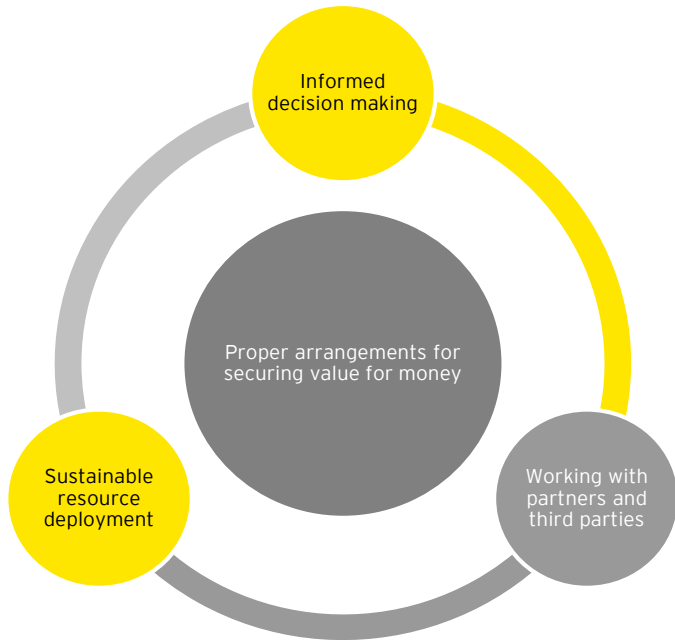 Informed
decision making
Proper arrangements for
securing value for money
Sustainable
resource
deployment
Working with
partners and
third parties